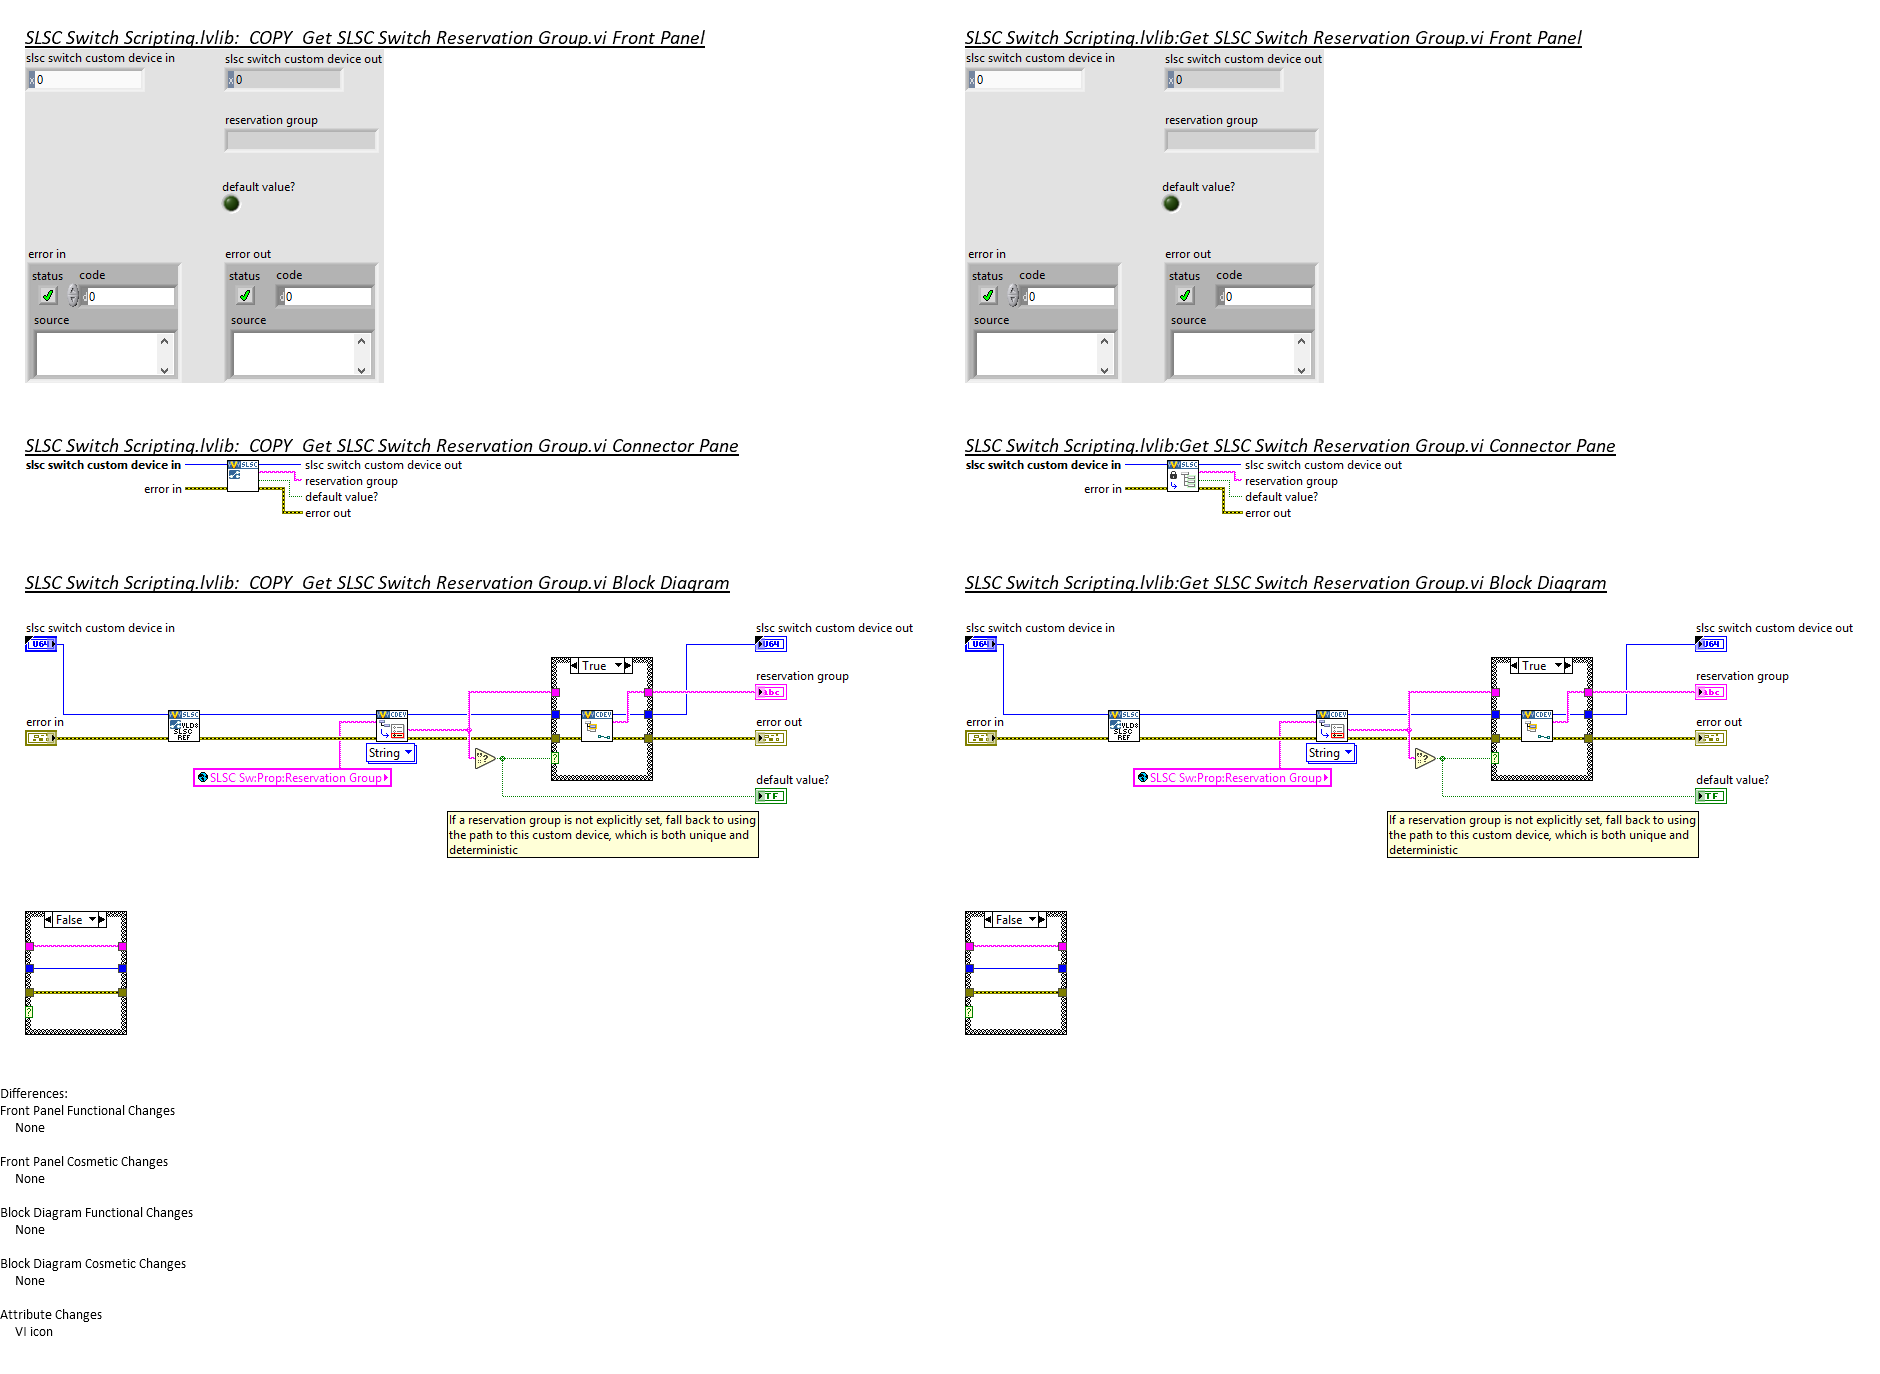 SLSC Switch Scripting.lvlib:  COPY  Get SLSC Switch Reservation Group.vi Front Panel
slsc switch custom device in
slsc switch custom device out
0
0
reservation group
default value?
error in
error out
status code
0
source
status code
0
source
SLSC Switch Scripting.lvlib:Get SLSC Switch Reservation Group.vi Front Panel
slsc switch custom device in
slsc switch custom device out
0
0
reservation group
default value?
error in
error out
status code
0
source
status code
0
source
SLSC Switch Scripting.lvlib:  COPY  Get SLSC Switch Reservation Group.vi Connector Pane
slsc switch custom device in
SLSC
slsc switch custom device out
reservation group
error in
default value?
error out
SLSC Switch Scripting.lvlib:Get SLSC Switch Reservation Group.vi Connector Pane
slsc switch custom device in
SLSC
slsc switch custom device out
reservation group
error in
default value?
error out
SLSC Switch Scripting.lvlib:  COPY  Get SLSC Switch Reservation Group.vi Block Diagram
slsc switch custom device in
U64
slsc switch custom device out
U64
True
reservation group
abc
error in
SLSC
VLD8
SLSC
REF
CDEV
CDEV
error out
String
SLSC Sw:Prop:Reservation Group
default value?
TF
If a reservation group is not explicitly set, fall back to using
the path to this custom device, which is both unique and
deterministic
False
SLSC Switch Scripting.lvlib:Get SLSC Switch Reservation Group.vi Block Diagram
slsc switch custom device in
U64
slsc switch custom device out
U64
True
reservation group
abc
error in
SLSC
VLD8
SLSC
REF
CDEV
CDEV
error out
String
SLSC Sw:Prop:Reservation Group
default value?
TF
If a reservation group is not explicitly set, fall back to using
the path to this custom device, which is both unique and
deterministic
False
Differences:
Front Panel Functional Changes
None
Front Panel Cosmetic Changes
None
Block Diagram Functional Changes
None
Block Diagram Cosmetic Changes
None
Attribute Changes
VI icon